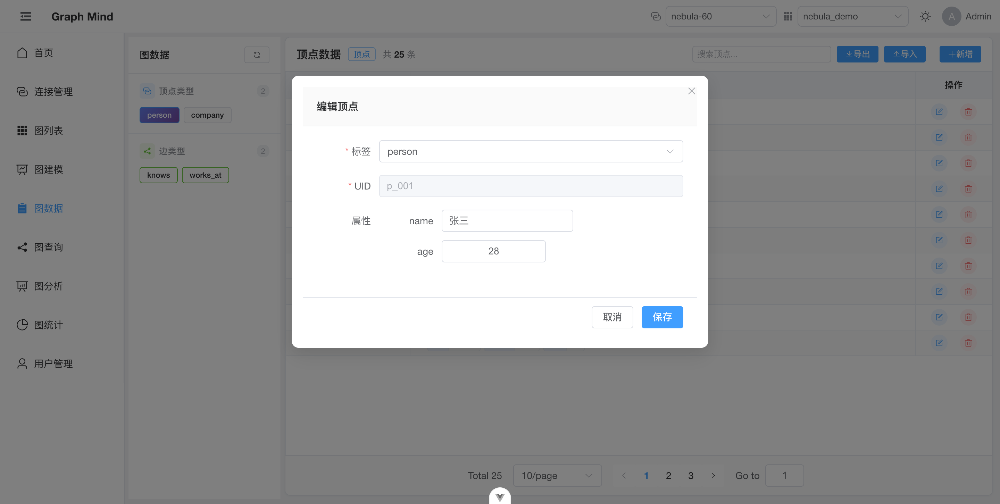 Graph Mind
nebula-60
nebula_demo
A
Admin
首页
连接管理
图列表
图建模
图数据
图查询
图分析
图统计
用户管理
图数据
顶点类型
2
person
company
边类型
2
knows
works_at
顶点数据
顶点
共 25 条
搜索顶点...
导出
导入
新增
操作
编辑顶点
* 标签
person
* UID
p_001
属性
name
张三
age
28
取消
保存
Total 25
10/page
1
2
3
Go to
1